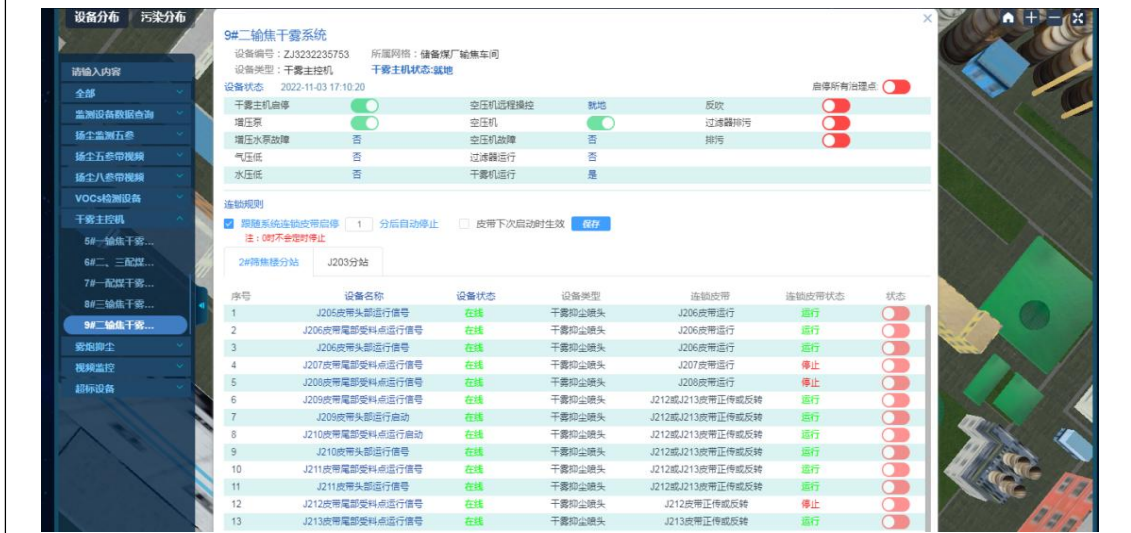 设备分布 污染分布
请输入内容
全部
监测设备数据查询
扬尘监测五参
扬尘五参带视频
扬尘八参带视频
VOCs检测设备
干雾主控机
5#一输焦干雾...
6#二、三配煤...
7#一配煤干雾...
8#三输焦干雾...
9#二输焦干雾...
雾炮抑尘
视频监控
超标设备
9#二输焦干雾系统
设备编号：ZJ3232235753 所属网格：储备煤厂输焦车间
设备类型：干雾主控机 干雾主机状态:就地
设备状态 2022-11-03 17:10:20 启停所有治理点:
干雾主机启停 空压机远程操控 就地 反吹
增压泵 空压机 过滤器排污
增压水泵故障 否 空压机故障 否 排污
气压低 否 过滤器运行 否
水压低 否 干雾机运行 是
连锁规则
跟随系统连锁皮带启停 1 分后自动停止 皮带下次启动时生效 保存
注：0时不会定时停止
2#筛焦楼分站 J203分站
序号 设备名称 设备状态 设备类型 连锁皮带 连锁皮带状态 状态
1 J205皮带头部运行信号 在线 干雾抑尘喷头 J206皮带运行 运行
2 J206皮带尾部受料点运行信号 在线 干雾抑尘喷头 J206皮带运行 运行
3 J206皮带头部运行信号 在线 干雾抑尘喷头 J206皮带运行 运行
4 J207皮带尾部受料点运行信号 在线 干雾抑尘喷头 J207皮带运行 停止
5 J208皮带尾部受料点运行信号 在线 干雾抑尘喷头 J208皮带运行 停止
6 J209皮带尾部受料点运行信号 在线 干雾抑尘喷头 J212或J213皮带正传或反转 运行
7 J209皮带头部运行启动 在线 干雾抑尘喷头 J212或J213皮带正传或反转 运行
8 J210皮带尾部受料点运行启动 在线 干雾抑尘喷头 J212或J213皮带正传或反转 运行
9 J210皮带头部运行信号 在线 干雾抑尘喷头 J212或J213皮带正传或反转 运行
10 J211皮带尾部受料点运行信号 在线 干雾抑尘喷头 J212或J213皮带正传或反转 运行
11 J211皮带头部运行信号 在线 干雾抑尘喷头 J212或J213皮带正传或反转 运行
12 J212皮带尾部受料点运行信号 在线 干雾抑尘喷头 J212皮带正传或反转 停止
13 J213皮带尾部受料点运行信号 在线 干雾抑尘喷头 J213皮带正传或反转 运行